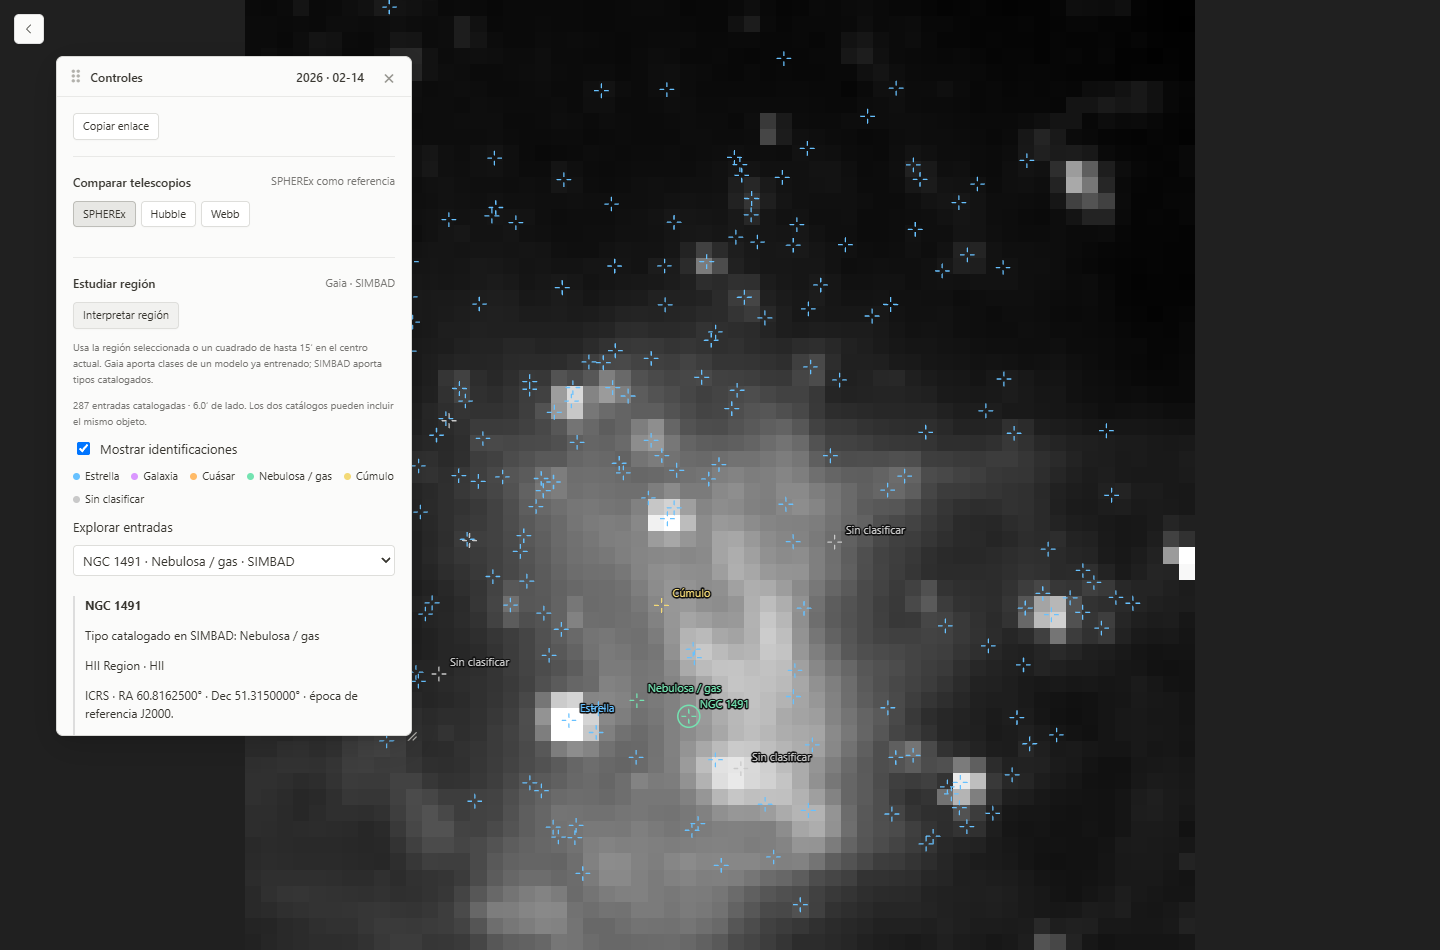 Controles
2026 · 02-14
Copiar enlace
Comparar telescopios
SPHEREx como referencia
SPHEREx
Hubble
Webb
Estudiar región
Gaia · SIMBAD
Interpretar región
Usa la región seleccionada o un cuadrado de hasta 15' en el centro
actual. Gaia aporta clases de un modelo ya entrenado; SIMBAD aporta
tipos catalogados.
287 entradas catalogadas · 6.0' de lado. Los dos catálogos pueden incluir
el mismo objeto.
Mostrar identificaciones
Estrella
Galaxia
Cuásar
Nebulosa / gas
Cúmulo
Sin clasificar
Explorar entradas
NGC 1491 · Nebulosa / gas · SIMBAD
NGC 1491
Tipo catalogado en SIMBAD: Nebulosa / gas
HII Region · HII
ICRS · RA 60.8162500° · Dec 51.3150000° · época de
referencia J2000.
Sin clasificar
Cúmulo
Sin clasificar
Nebulosa / gas
NGC 1491
Estrella
Sin clasificar